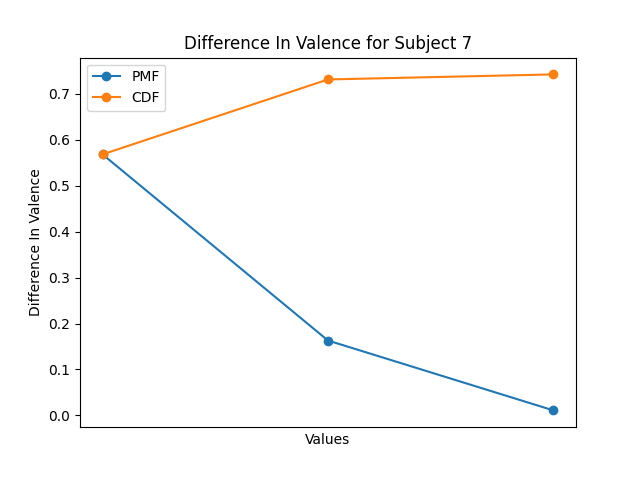 Difference In Valence for Subject 7
PMF
CDF
0.7
0.6
0.5
0.4
0.3
0.2
0.1
0.0
Difference In Valence
Values